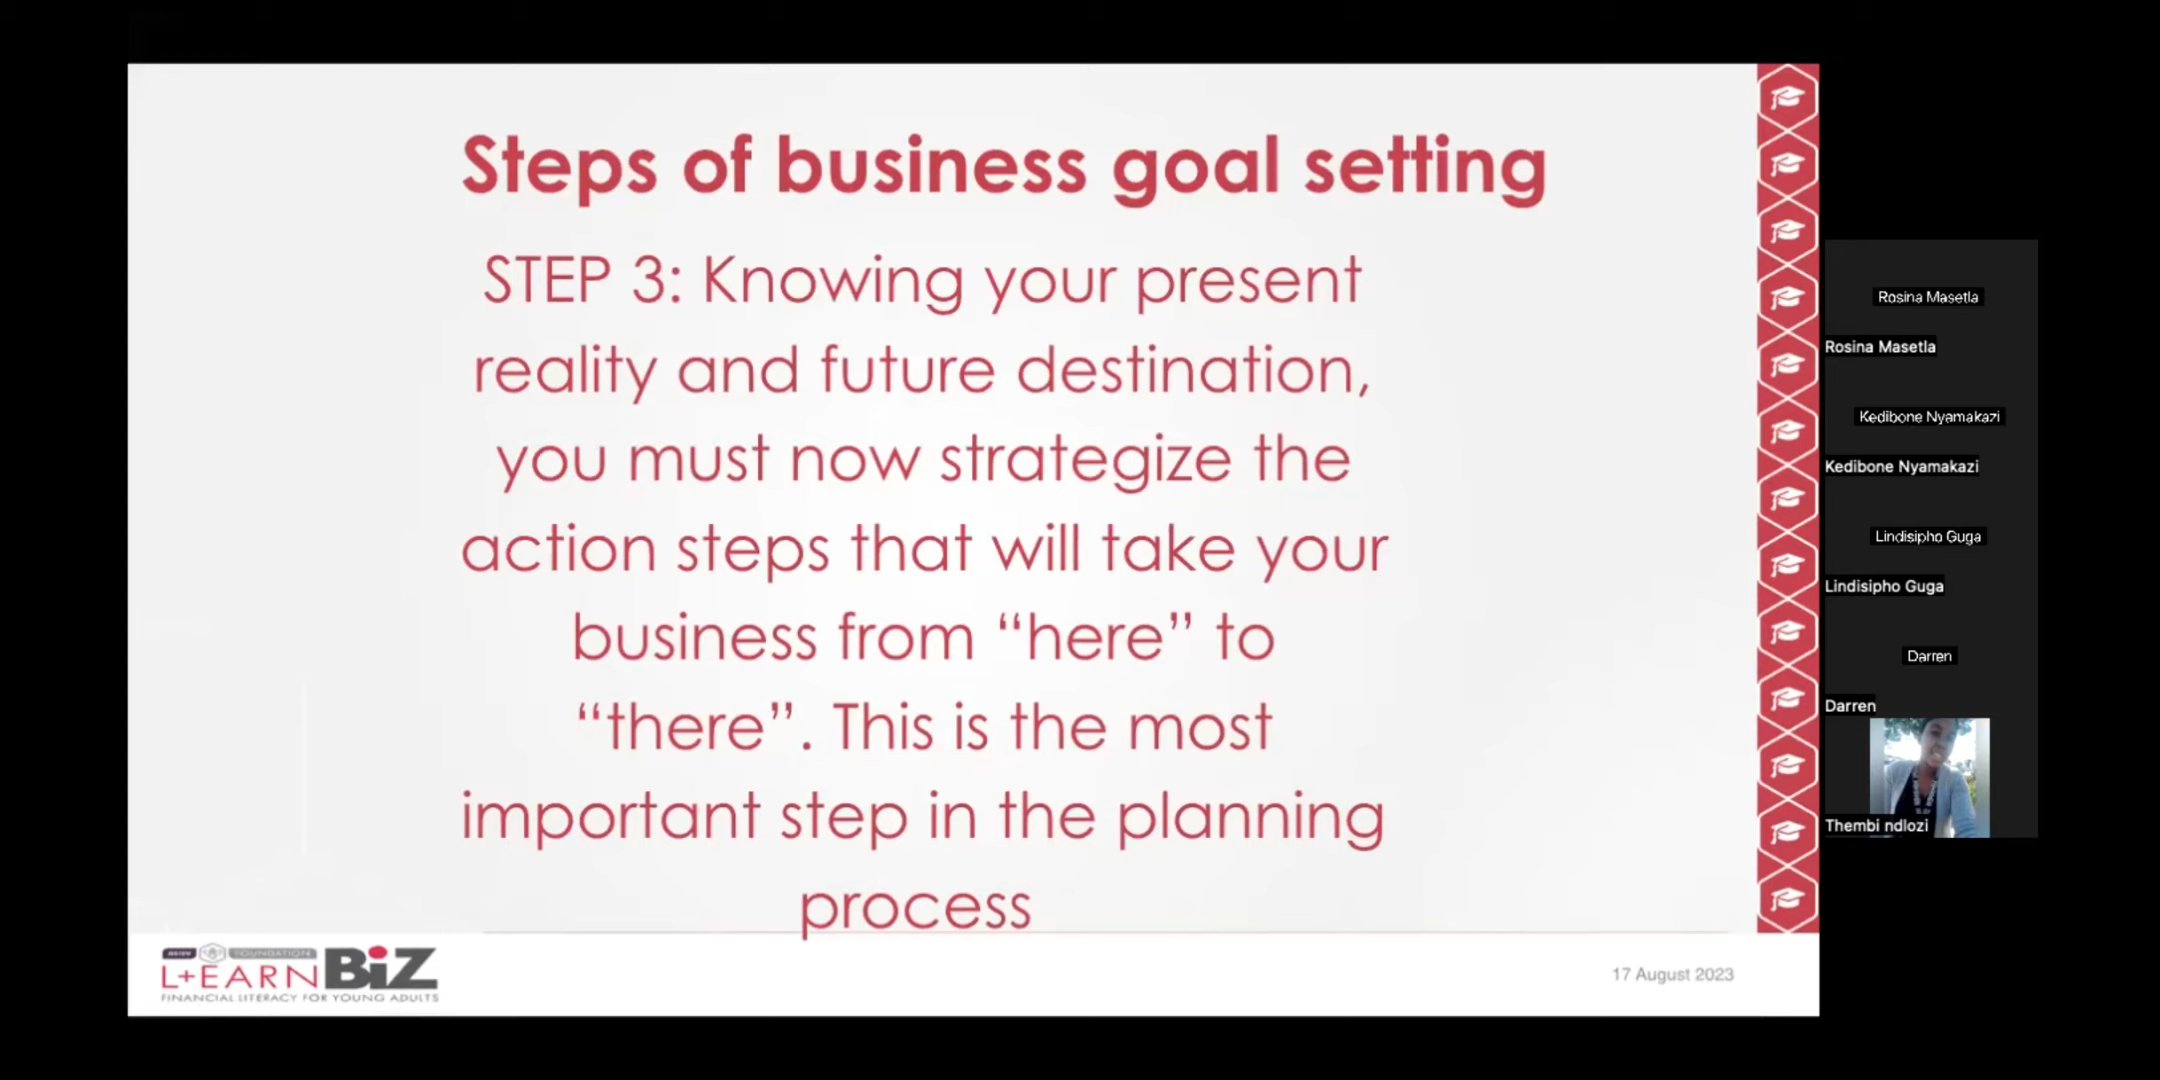 Steps of business goal setting
STEP 3: Knowing your present
reality and future destination,
you must now strategize the
action steps that will take your
business from “here” to
“there”. This is the most
important step in the planning
process
FOUNDATION
L+EARN BiZ
FINANCIAL LITERACY FOR YOUNG ADULTS
17 August 2023
Rosina Masetla
Rosina Masetla
Kedibone Nyamakazi
Kedibone Nyamakazi
Lindisipho Guga
Lindisipho Guga
Darren
Darren
Thembi ndlozi